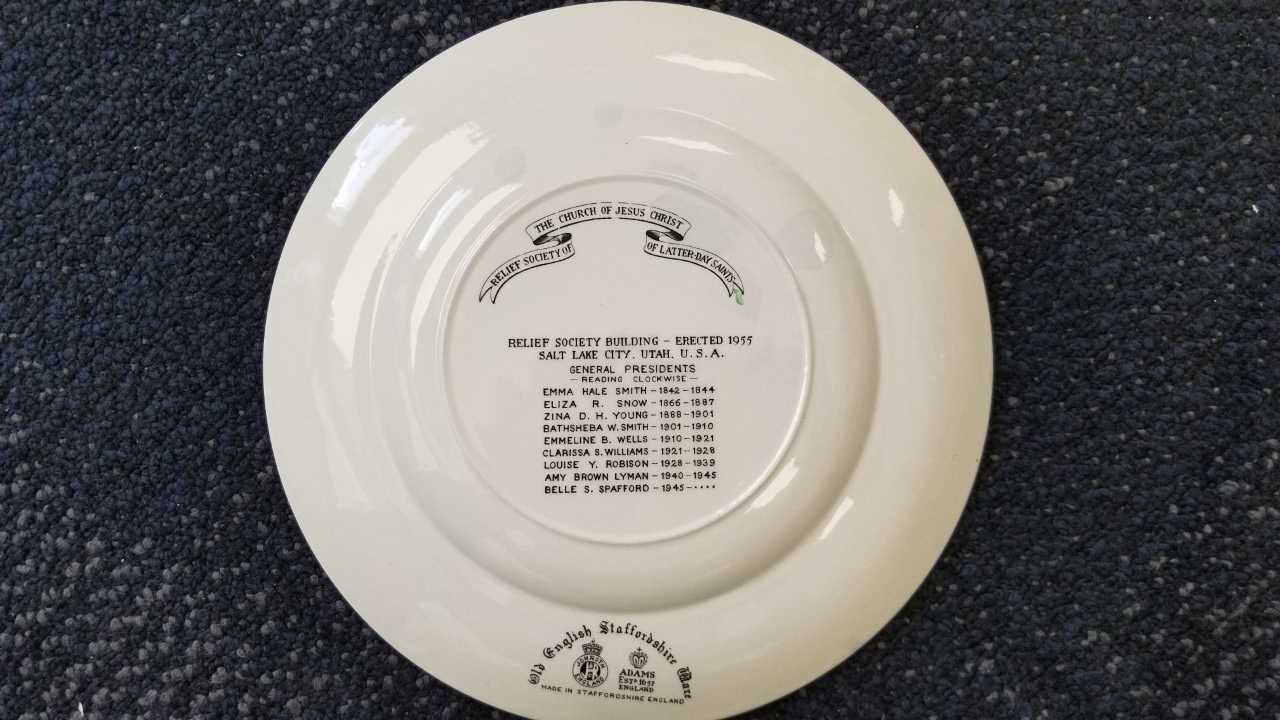 RELIEF SOCIETY OF THE CHURCH OF JESUS CHRIST OF LATTER-DAY SAINTS
RELIEF SOCIETY BUILDING – ERECTED 1955
SALT LAKE CITY, UTAH, U.S.A.
GENERAL PRESIDENTS
— READING CLOCKWISE —
EMMA HALE SMITH – 1842 – 1844
ELIZA R. SNOW – 1866 – 1887
ZINA D. H. YOUNG – 1888 – 1901
BATHSHEBA W. SMITH – 1901 – 1910
EMMELINE B. WELLS – 1910 – 1921
CLARISSA S. WILLIAMS – 1921 – 1928
LOUISE Y. ROBISON – 1928 – 1939
AMY BROWN LYMAN – 1940 – 1945
BELLE S. SPAFFORD – 1945 – ····
Old English Staffordshire Ware
JONROTH
ENGLAND
ADAMS
ESTD 1657
ENGLAND
MADE IN STAFFORDSHIRE ENGLAND